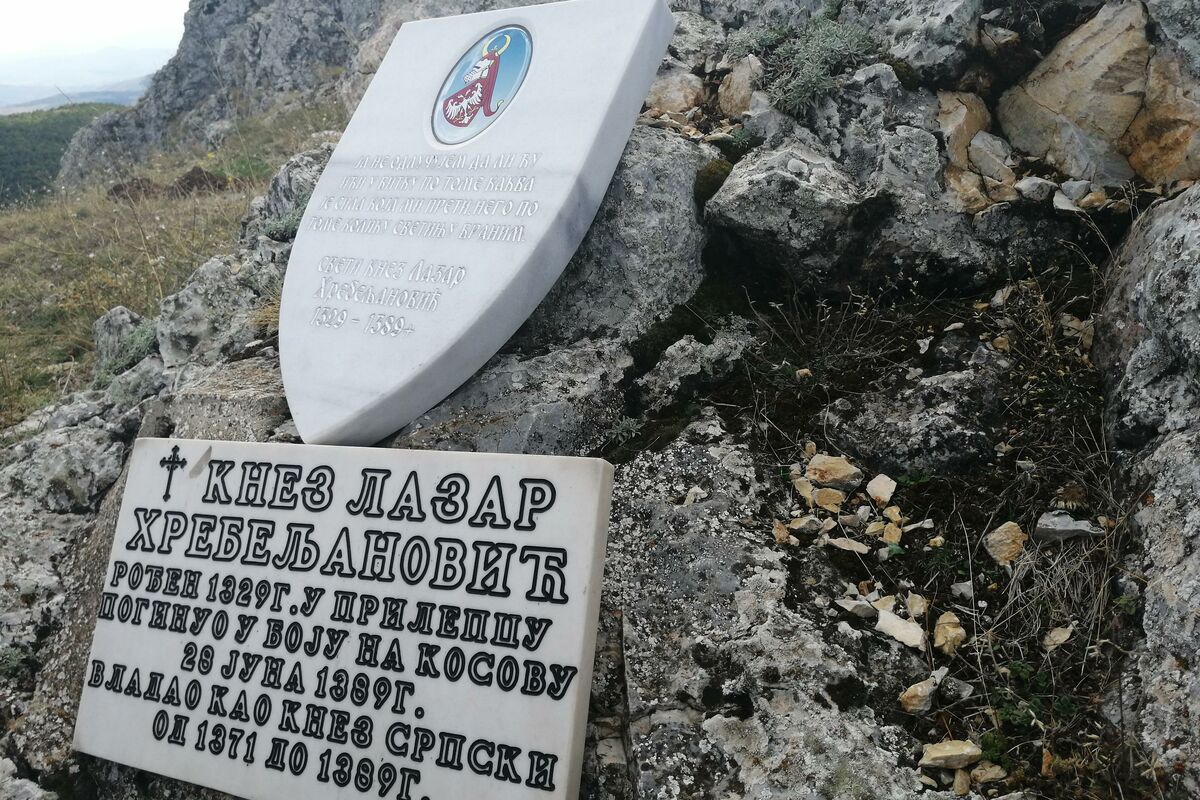 Ја не одлучујем да ли ћу
ићи у битку по томе каква
је сила која ми прети, него по
томе колику светињу браним.
свети кнез Лазар
Хребељановић
1329 - 1389+
КНЕЗ ЛАЗАР
ХРЕБЕЉАНОВИЋ
РОЂЕН 1329Г. У ПРИЛЕПЦУ
ПОГИНУО У БОЈУ НА КОСОВУ
28 ЈУНА 1389Г.
ВЛАДАО КАО КНЕЗ СРПСКИ
ОД 1371 ДО 1389Г.